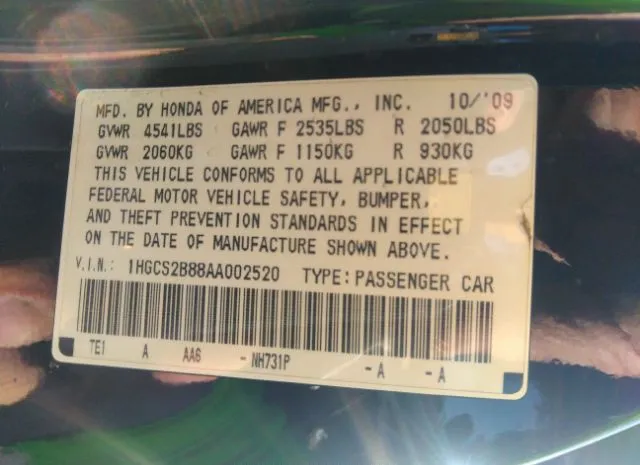 MFD. BY HONDA OF AMERICA MFG., INC. 10/'09
GVWR 4541LBS GAWR F 2535LBS R 2050LBS
GVWR 2060KG GAWR F 1150KG R 930KG
THIS VEHICLE CONFORMS TO ALL APPLICABLE
FEDERAL MOTOR VEHICLE SAFETY, BUMPER,
AND THEFT PREVENTION STANDARDS IN EFFECT
ON THE DATE OF MANUFACTURE SHOWN ABOVE.
V.I.N.: 1HGCS2B88AA002520 TYPE:PASSENGER CAR
TE1 A AA6 -NH731P -A -A